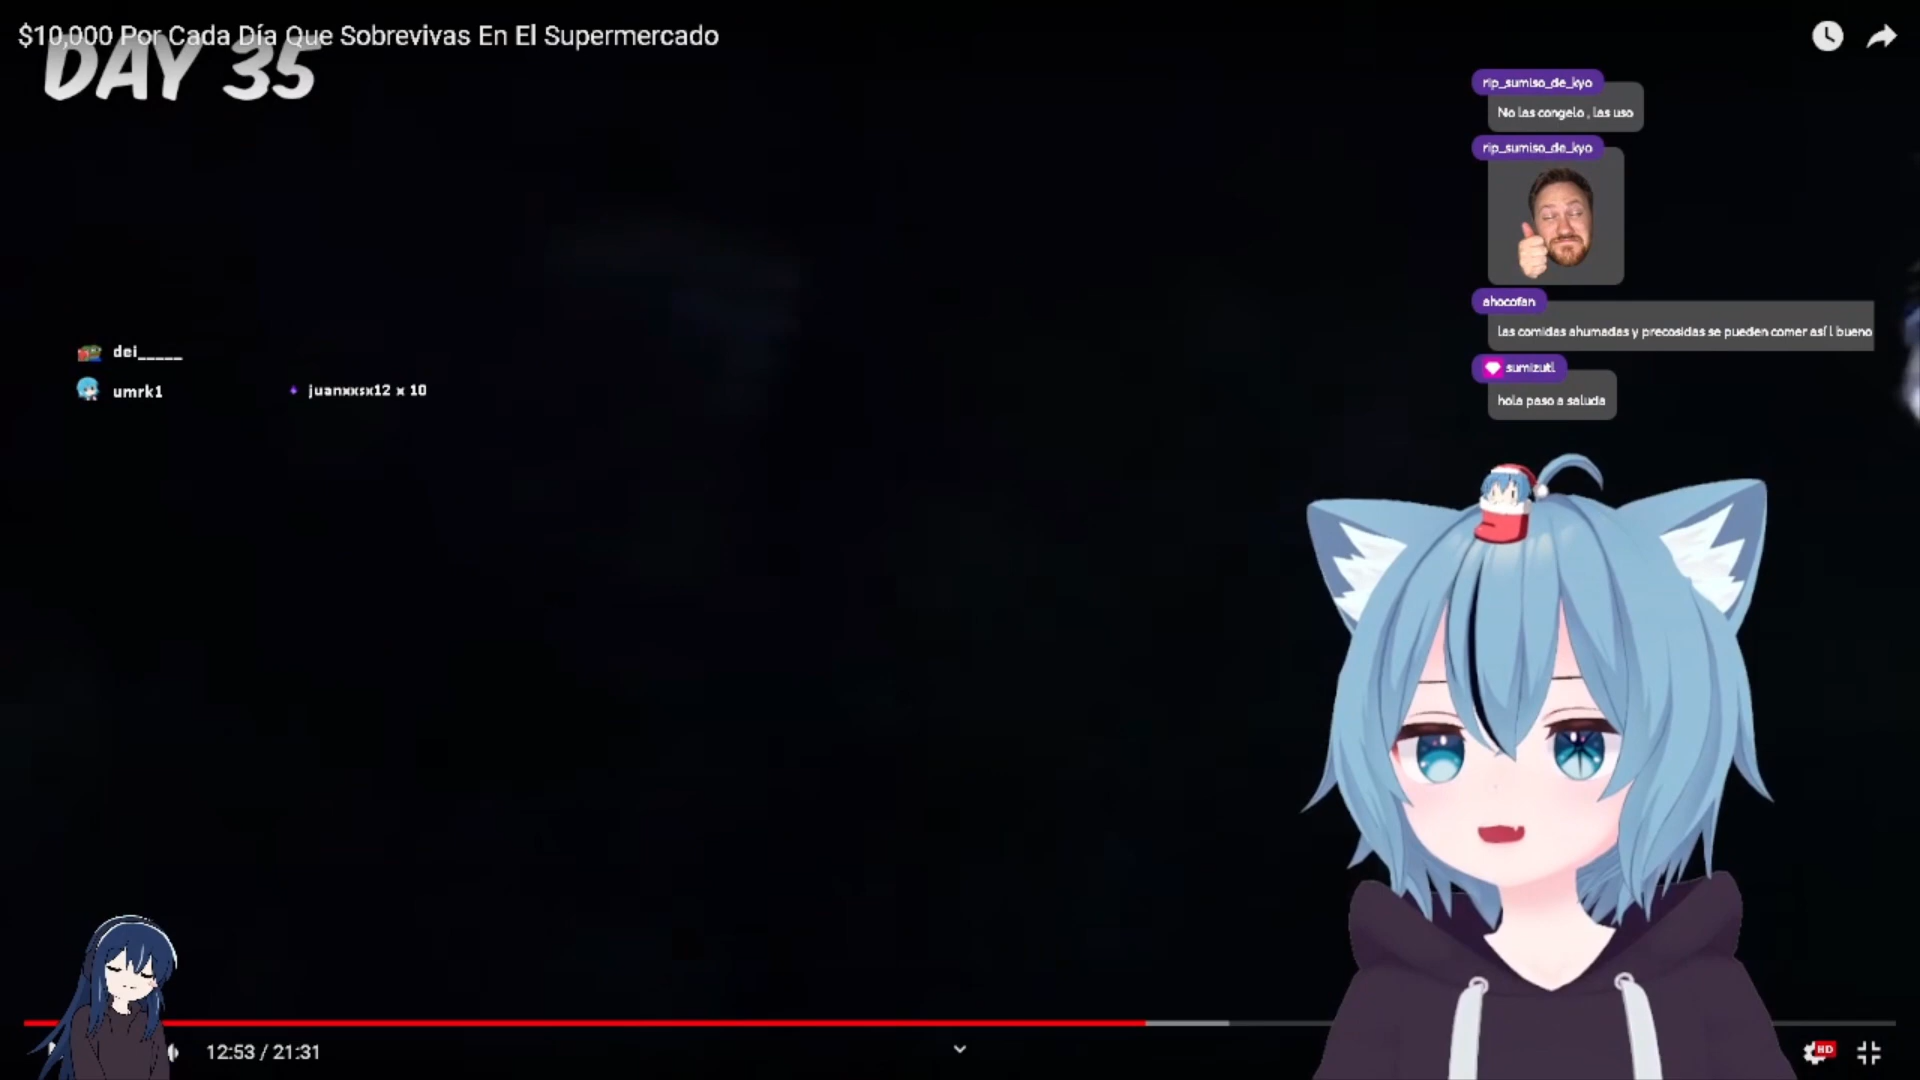 $10,000 Por Cada Día Que Sobrevivas En El Supermercado
DAY 35
rip_sumiso_de_kyo
No las congelo , las uso
rip_sumiso_de_kyo
ahocofan
las comidas ahumadas y precosidas se pueden comer así l bueno
sumizutl
hola paso a saluda
dei_____
umrk1
juanxxsx12 x 10
12:53 / 21:31
HD